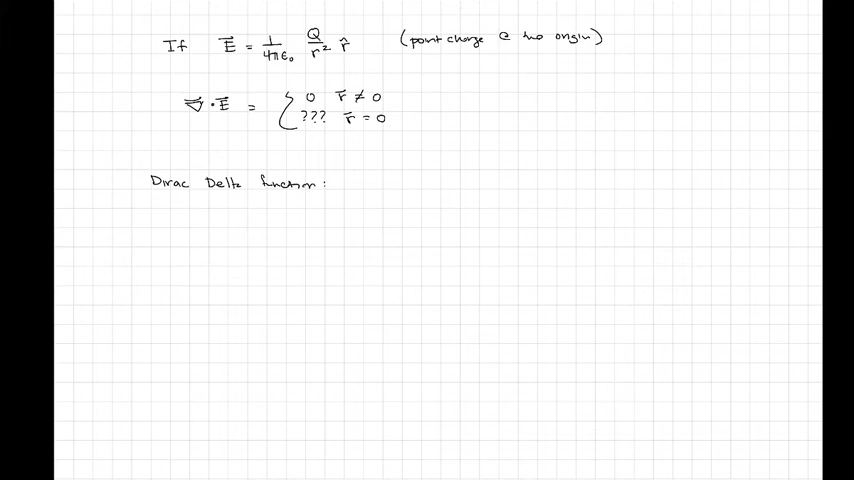 If E⃗ = 1/4πϵ₀ Q/r² r̂ (point charge @ the origin)
∇⃗ · E⃗ = { 0 r⃗ ≠ 0
??? r⃗ = 0
Dirac Delta function: